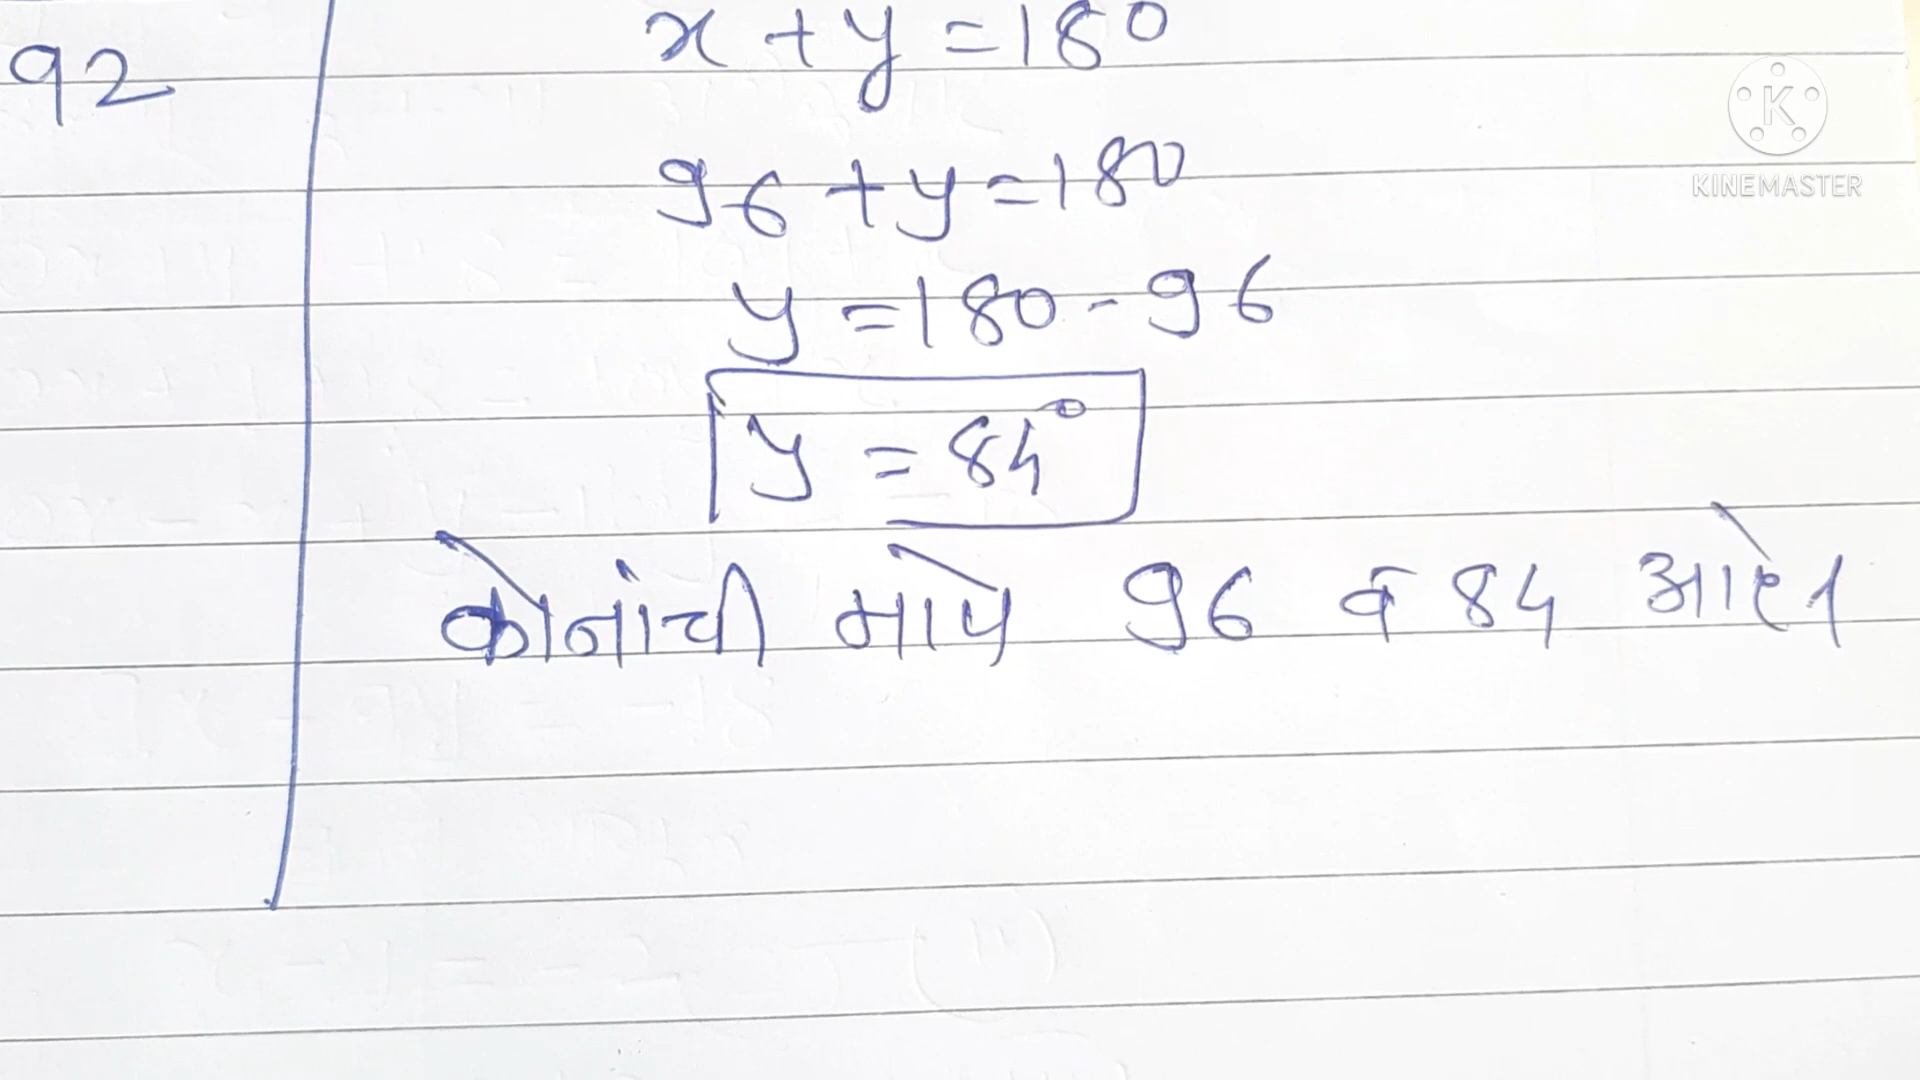 x + y = 180
92
96 + y = 180
y = 180 - 96
y = 84°
कोनांची मापे 96 व 84 आहे।
KINEMASTER